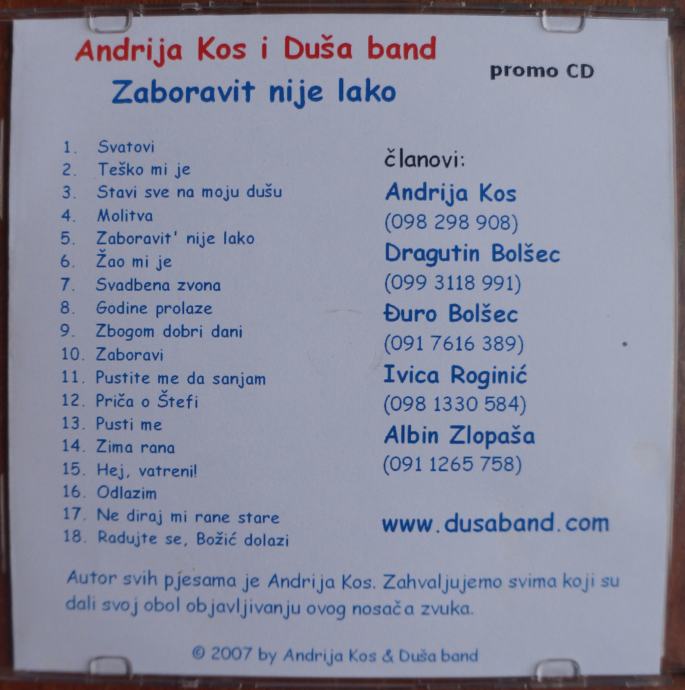 Andrija Kos i Duša band
promo CD
Zaboravit nije lako
1. Svatovi
2. Teško mi je
3. Stavi sve na moju dušu
4. Molitva
5. Zaboravit' nije lako
6. Žao mi je
7. Svadbena zvona
8. Godine prolaze
9. Zbogom dobri dani
10. Zaboravi
11. Pustite me da sanjam
12. Priča o Štefi
13. Pusti me
14. Zima rana
15. Hej, vatreni!
16. Odlazim
17. Ne diraj mi rane stare
18. Radujte se, Božić dolazi
članovi:
Andrija Kos
(098 298 908)
Dragutin Bolšec
(099 3118 991)
Đuro Bolšec
(091 7616 389)
Ivica Roginić
(098 1330 584)
Albin Zlopaša
(091 1265 758)
www.dusaband.com
Autor svih pjesama je Andrija Kos. Zahvaljujemo svima koji su
dali svoj obol objavljivanju ovog nosača zvuka.
© 2007 by Andrija Kos & Duša band